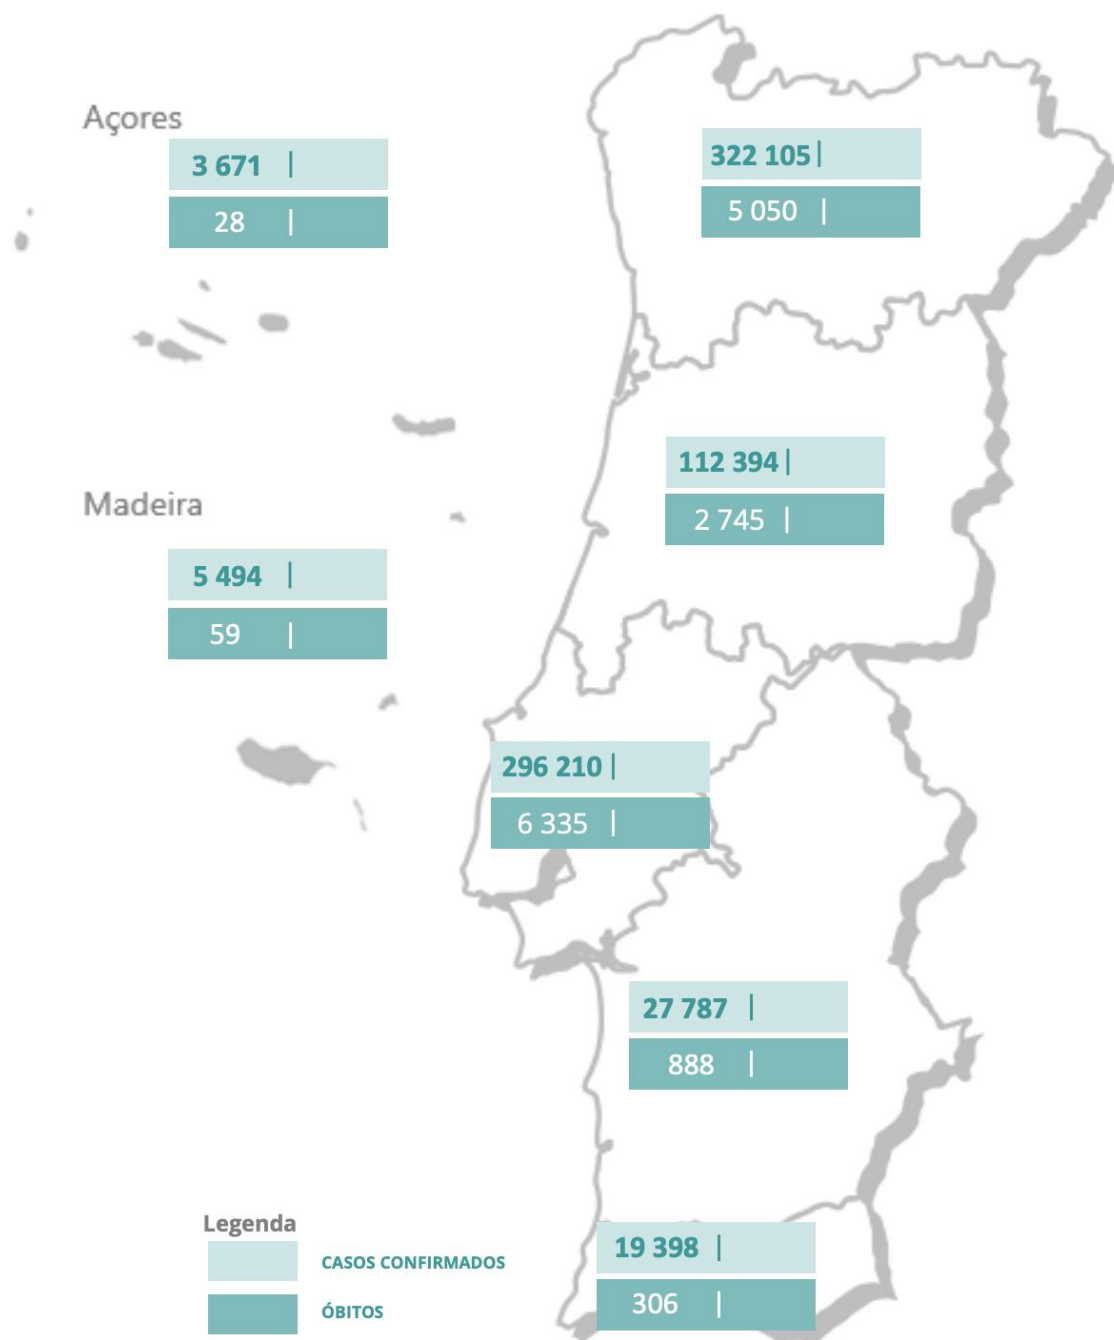 Açores
3 671 |
28 |
322 105 |
5 050 |
112 394 |
2 745 |
Madeira
5 494 |
59 |
296 210 |
6 335 |
27 787 |
888 |
19 398 |
306 |
Legenda
CASOS CONFIRMADOS
ÓBITOS